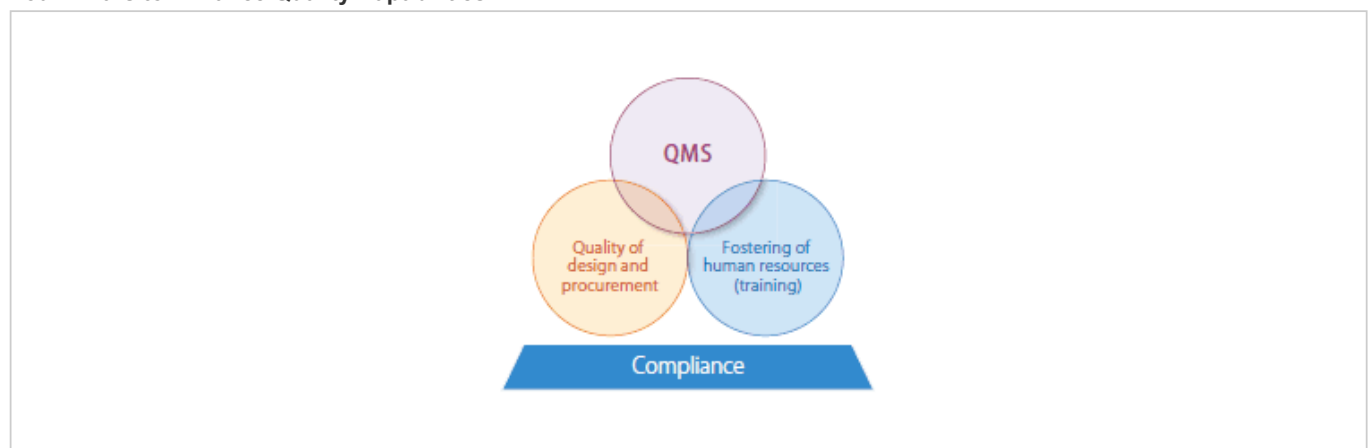 QMS
Quality of
design and
procurement
Fostering of
human resources
(training)
Compliance